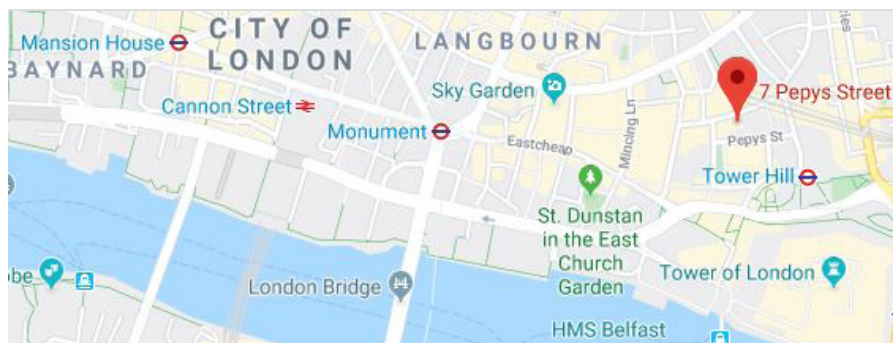 CITY OF
LONDON
LANGBOURN
Mansion House
BAYNARD
Cannon Street
Monument
Sky Garden
Eastcheap
Mincing Ln
7 Pepys Street
Pepys St
Tower Hill
St. Dunstan
in the East
Church
Garden
Tower of London
London Bridge
HMS Belfast
obe